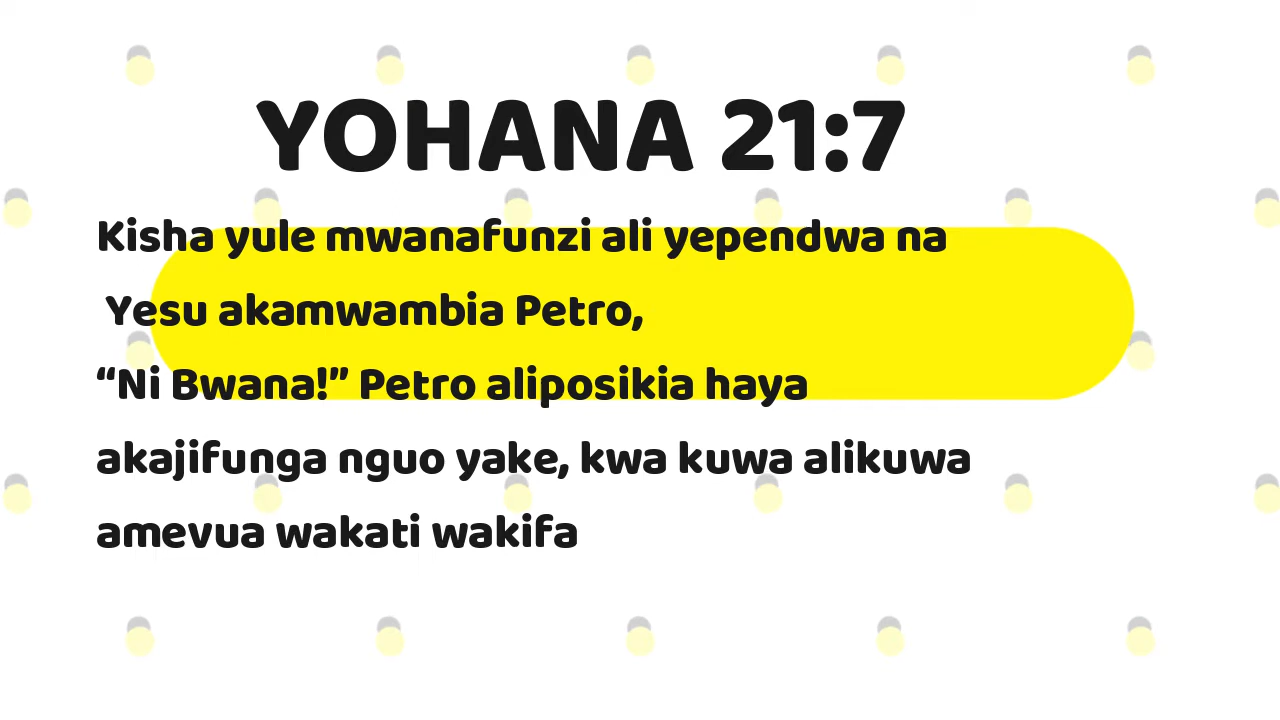 YOHANA 21:7
Kisha yule mwanafunzi ali yependwa na
Yesu akamwambia Petro,
“Ni Bwana!” Petro aliposikia haya
akajifunga nguo yake, kwa kuwa alikuwa
amevua wakati wakifa